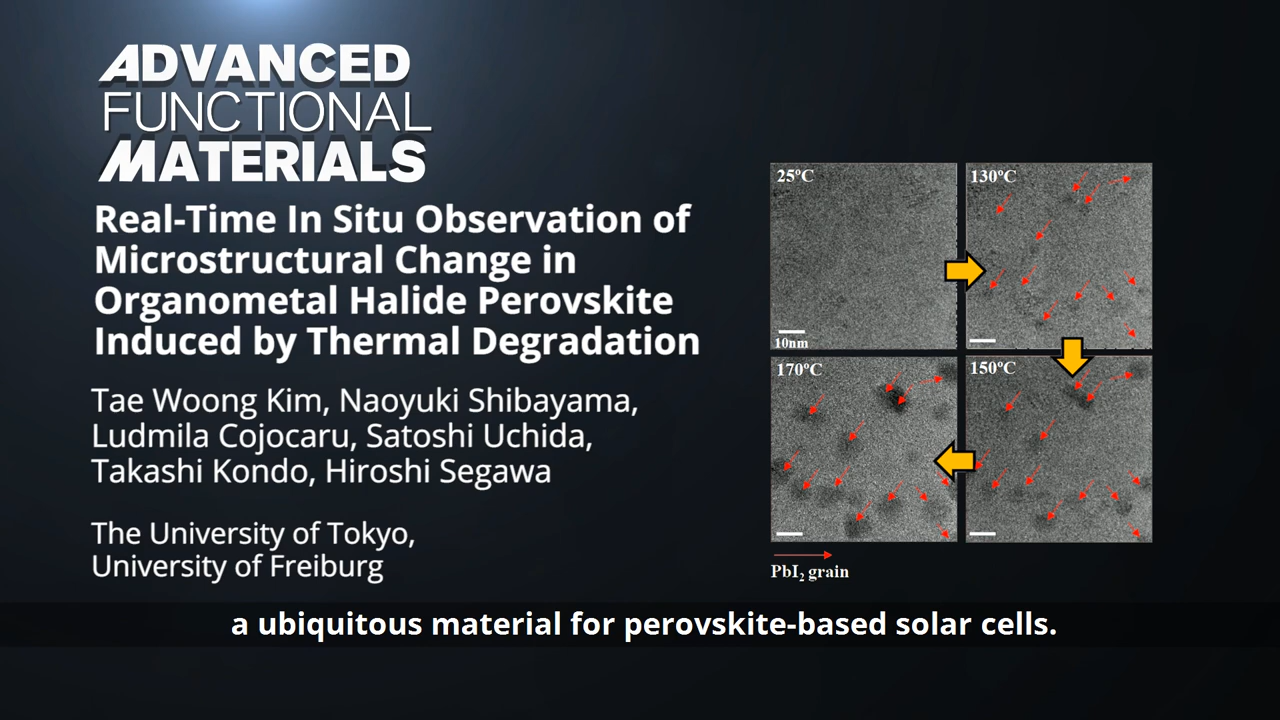 ADVANCED
FUNCTIONAL
MATERIALS
Real-Time In Situ Observation of
Microstructural Change in
Organometal Halide Perovskite
Induced by Thermal Degradation
Tae Woong Kim, Naoyuki Shibayama,
Ludmila Cojocaru, Satoshi Uchida,
Takashi Kondo, Hiroshi Segawa
The University of Tokyo,
University of Freiburg
25ºC
10nm
130ºC
170ºC
150ºC
PbI₂ grain
a ubiquitous material for perovskite-based solar cells.